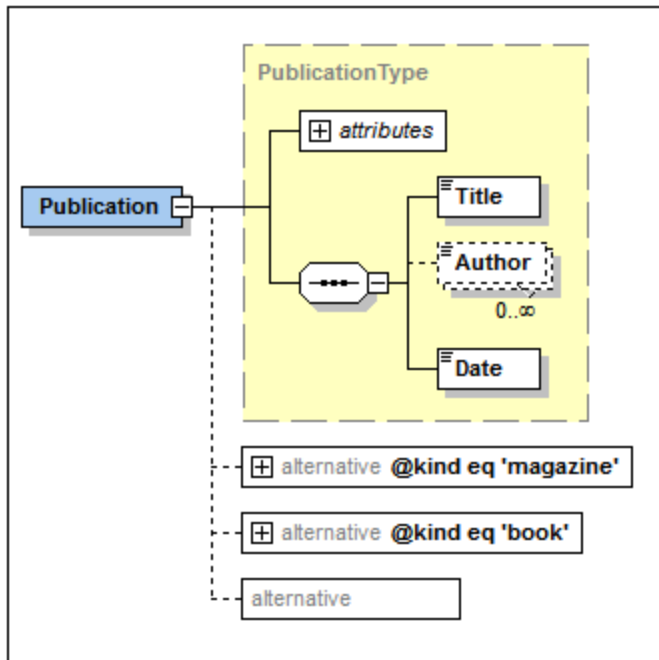 PublicationType
attributes
Publication
Title
Author
0..∞
Date
alternative @kind eq 'magazine'
alternative @kind eq 'book'
alternative